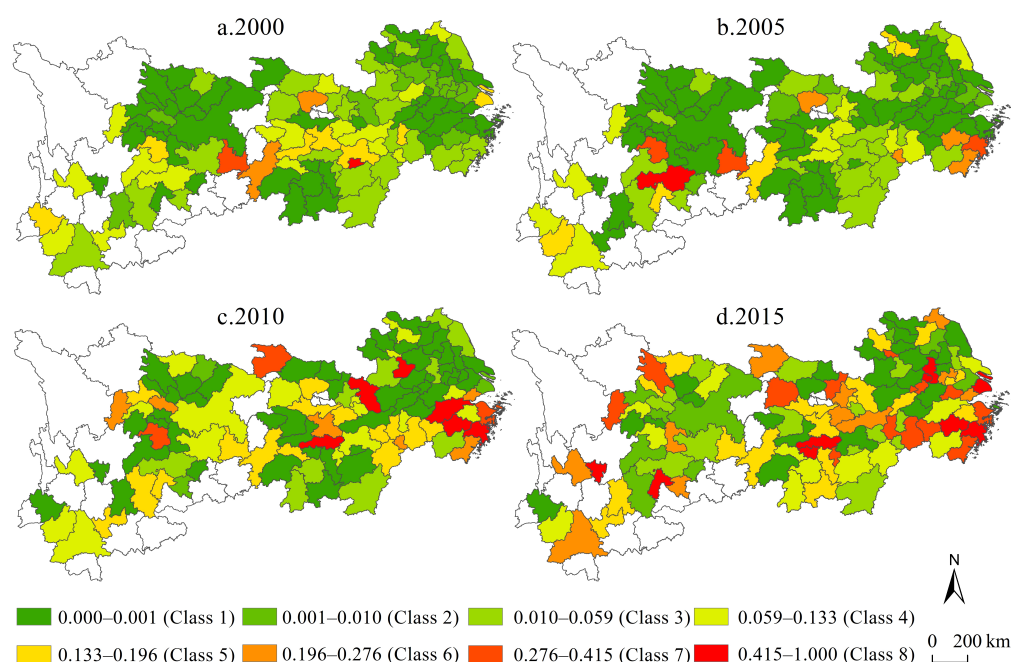 a.2000
b.2005
c.2010
d.2015
N
0.000–0.001 (Class 1)
0.001–0.010 (Class 2)
0.010–0.059 (Class 3)
0.059–0.133 (Class 4)
0.133–0.196 (Class 5)
0.196–0.276 (Class 6)
0.276–0.415 (Class 7)
0.415–1.000 (Class 8)
0 200 km